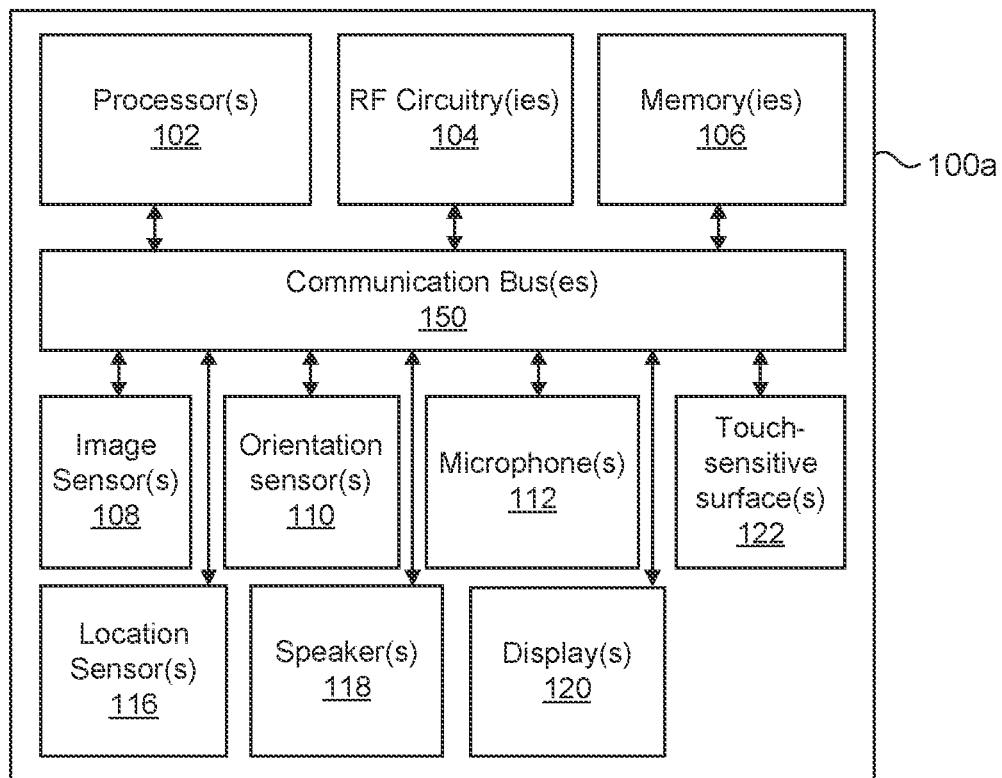 Processor(s)
102
RF Circuitry(ies)
104
Memory(ies)
106
100a
Communication Bus(es)
150
Image
Sensor(s)
108
Orientation
sensor(s)
110
Microphone(s)
112
Touch-
sensitive
surface(s)
122
Location
Sensor(s)
116
Speaker(s)
118
Display(s)
120